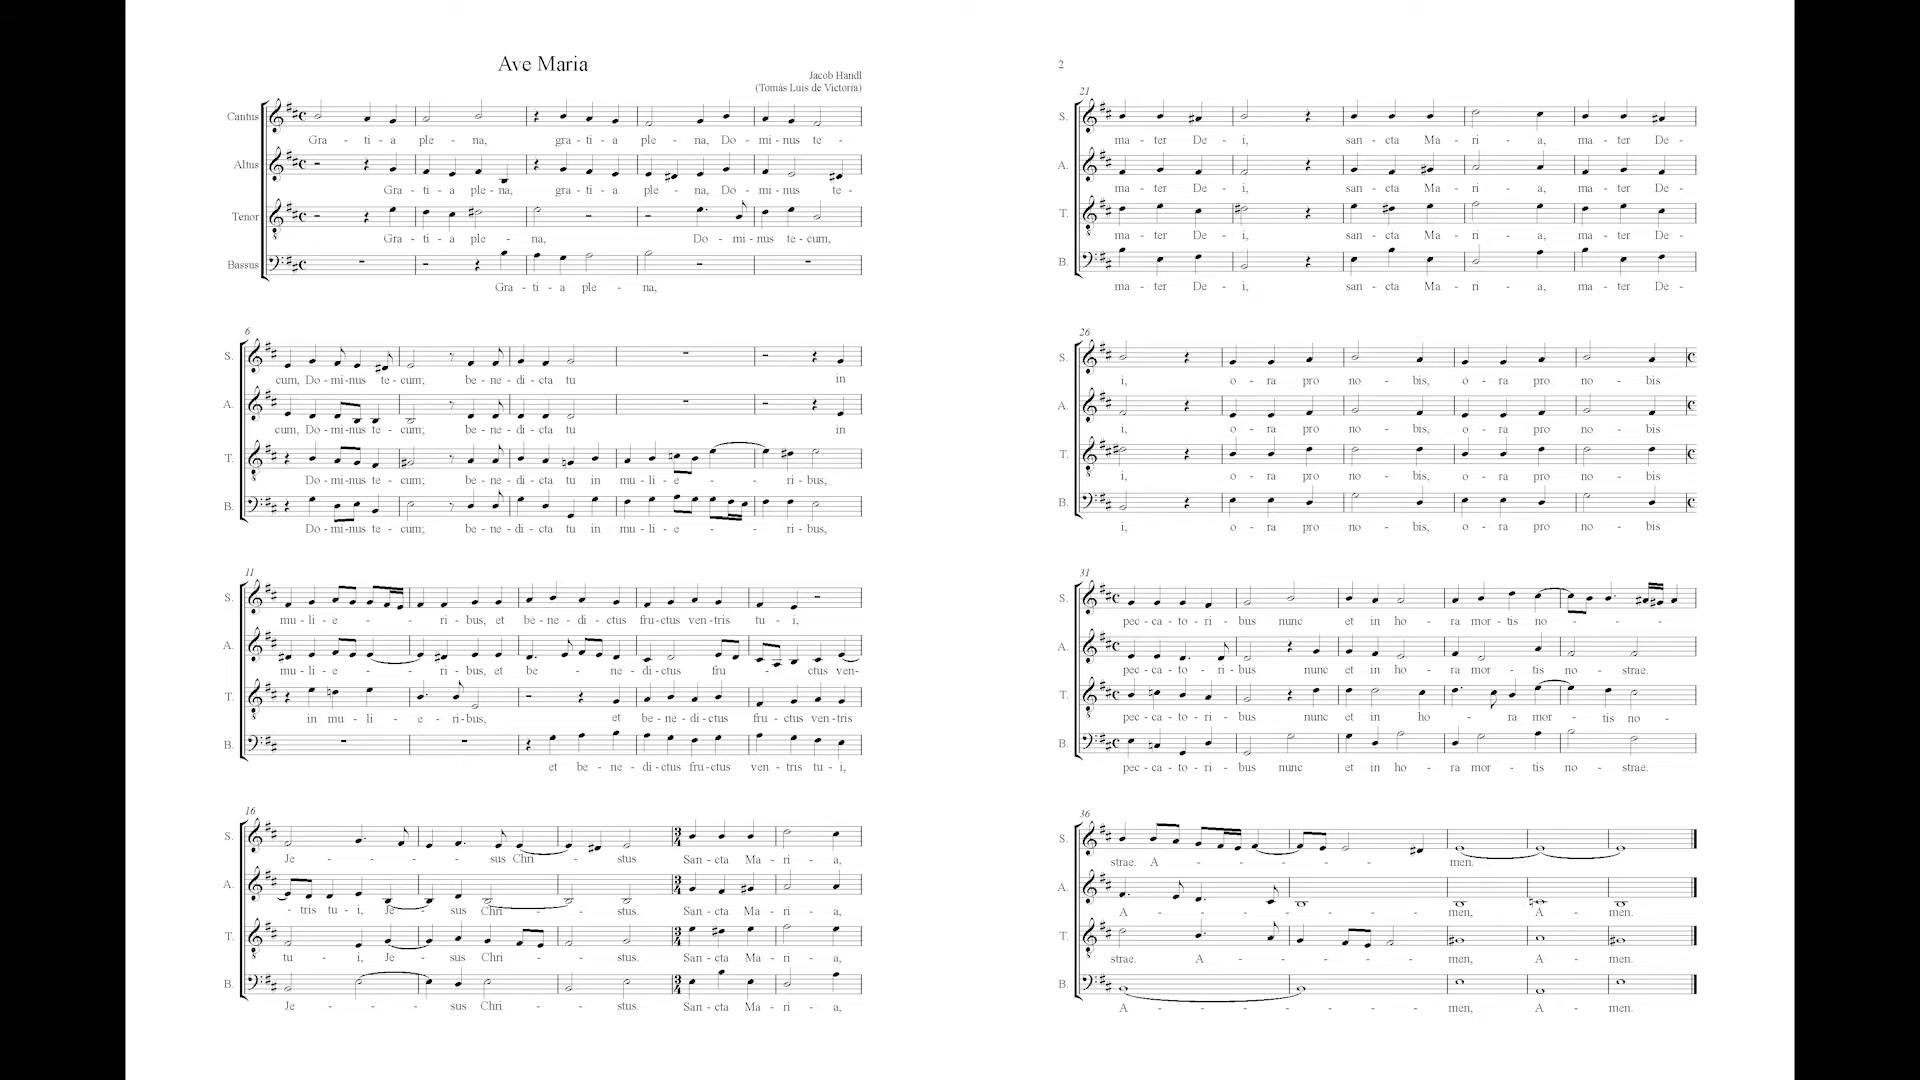 Ave Maria
Jacob Handl
(Tomás Luis de Victoria)
Cantus
Gra - ti - a ple - na, gra - ti - a ple - na, Do - mi - nus te -
Altus
Gra - ti - a ple - na, gra - ti - a ple - na, Do - mi - nus te -
Tenor
Gra - ti - a ple - na, Do - mi - nus te - cum,
Bassus
Gra - ti - a ple - na,
6
S.
cum, Do - mi - nus te - cum; be - ne - di - cta tu in
A.
cum, Do - mi - nus te - cum; be - ne - di - cta tu in
T.
Do - mi - nus te - cum; be - ne - di - cta tu in mu - li - e - - - ri - bus,
B.
Do - mi - nus te - cum; be - ne - di - cta tu in mu - li - e - - - ri - bus,
11
S.
mu - li - e - - - ri - bus, et be - ne - di - ctus fru - ctus ven - tris tu - i,
A.
mu - li - e - - - ri - bus, et be - - ne - di - ctus fru - - ctus ven -
T.
in mu - li - e - ri - bus, et be - ne - di - ctus fru - ctus ven - tris
B.
et be - ne - di - ctus fru - ctus ven - tris tu - i,
16
S.
Je - - - - - sus Chri - - stus. San - cta Ma - ri - a,
A.
- tris tu - i, Je - sus Chri - - stus. San - cta Ma - ri - a,
T.
tu - i, Je - sus Chri - - stus. San - cta Ma - ri - a,
B.
Je - - - - sus Chri - - stus. San - cta Ma - ri - a,
2
21
S.
ma - ter De - i, san - cta Ma - ri - a, ma - ter De -
A.
ma - ter De - i, san - cta Ma - ri - a, ma - ter De -
T.
ma - ter De - i, san - cta Ma - ri - a, ma - ter De -
B.
ma - ter De - i, san - cta Ma - ri - a, ma - ter De -
26
S.
i, o - ra pro no - bis, o - ra pro no - bis
A.
i, o - ra pro no - bis, o - ra pro no - bis
T.
i, o - ra pro no - bis, o - ra pro no - bis
B.
i, o - ra pro no - bis, o - ra pro no - bis
31
S.
pec - ca - to - ri - bus nunc et in ho - ra mor - tis no - - - - -
A.
pec - ca - to - ri - bus nunc et in ho - ra mor - tis no - strae.
T.
pec - ca - to - ri - bus nunc et in ho - - ra mor - tis no -
B.
pec - ca - to - ri - bus nunc et in ho - ra mor - tis no - strae.
36
S.
strae. A - - - - - - - - men.
A.
A - - - - - - - - men, A - men.
T.
strae. A - - - - - - men, A - men.
B.
A - - - - - - - - men, A - men.